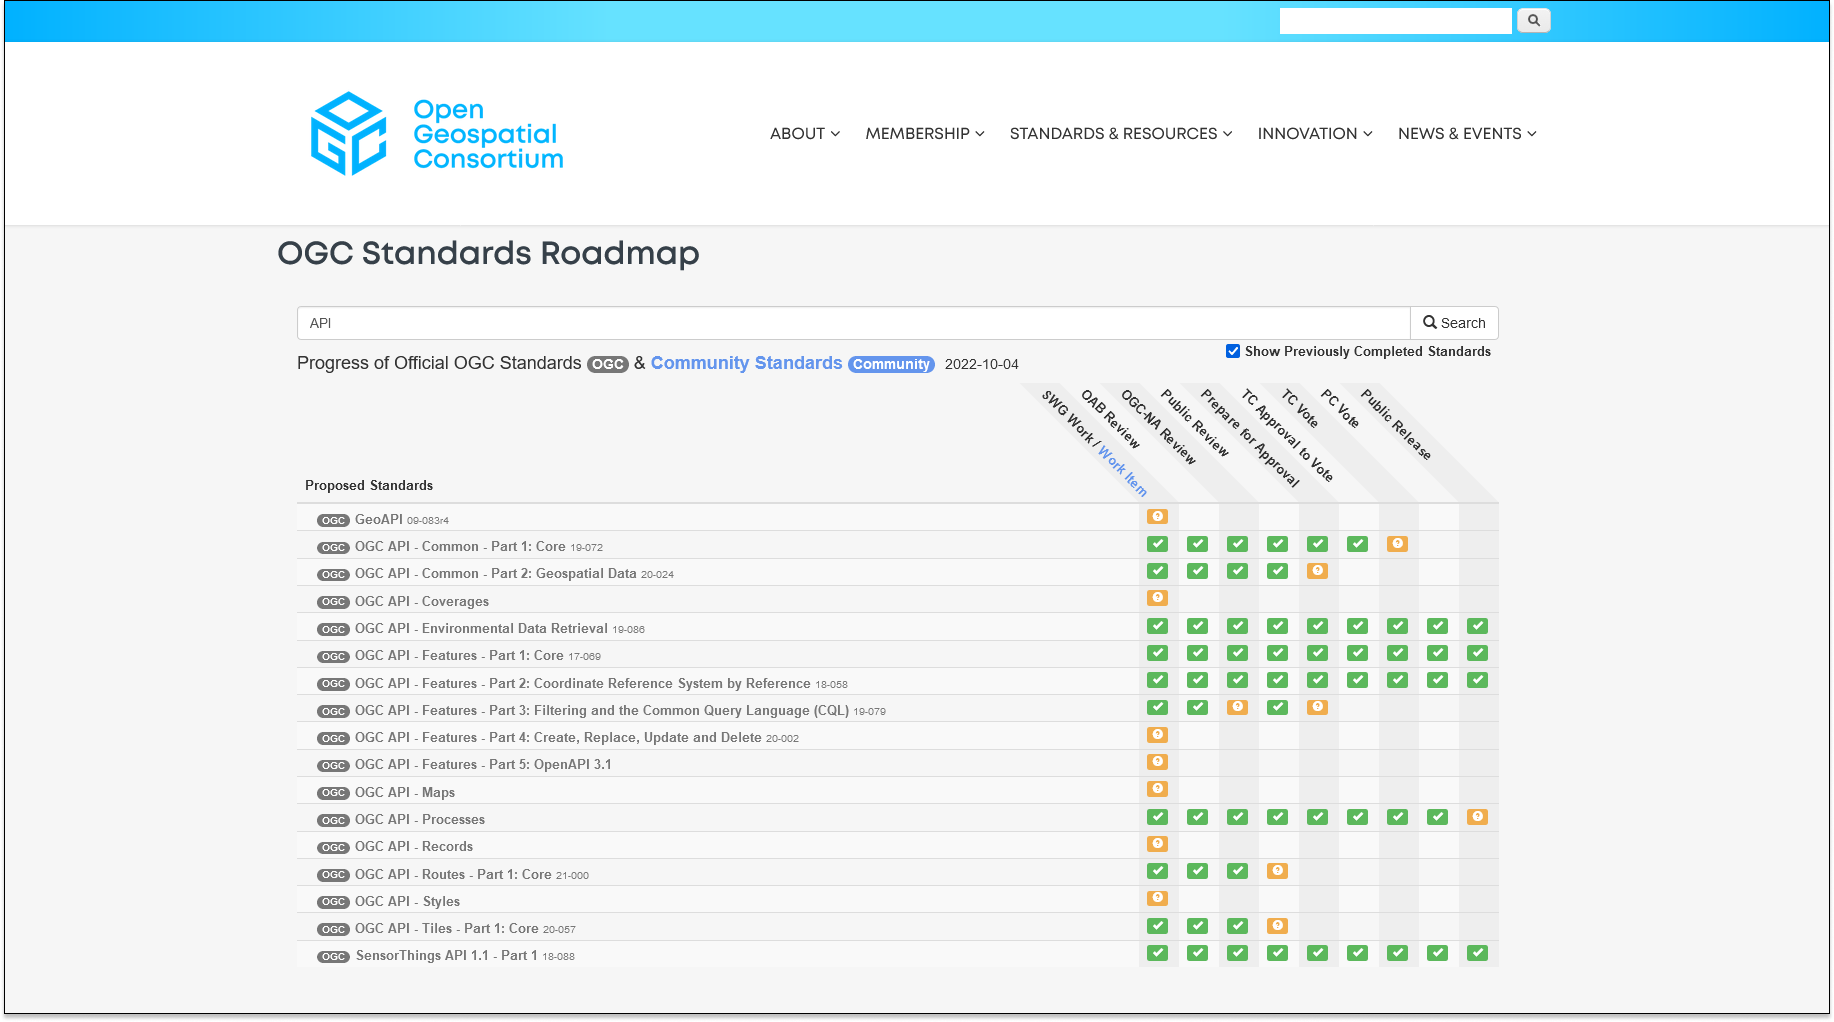 Open
Geospatial
Consortium
ABOUT MEMBERSHIP STANDARDS & RESOURCES INNOVATION NEWS & EVENTS
OGC Standards Roadmap
API Search
Show Previously Completed Standards
Progress of Official OGC Standards OGC & Community Standards Community 2022-10-04
SWG Work / Work Item
OAB Review
OGC-NA Review
Public Review
Prepare for Approval
TC Approval to Vote
TC Vote
PC Vote
Public Release
Proposed Standards
OGC GeoAPI 09-083r4
OGC OGC API - Common - Part 1: Core 19-072
OGC OGC API - Common - Part 2: Geospatial Data 20-024
OGC OGC API - Coverages
OGC OGC API - Environmental Data Retrieval 19-086
OGC OGC API - Features - Part 1: Core 17-069
OGC OGC API - Features - Part 2: Coordinate Reference System by Reference 18-058
OGC OGC API - Features - Part 3: Filtering and the Common Query Language (CQL) 19-079
OGC OGC API - Features - Part 4: Create, Replace, Update and Delete 20-002
OGC OGC API - Features - Part 5: OpenAPI 3.1
OGC OGC API - Maps
OGC OGC API - Processes
OGC OGC API - Records
OGC OGC API - Routes - Part 1: Core 21-000
OGC OGC API - Styles
OGC OGC API - Tiles - Part 1: Core 20-057
OGC SensorThings API 1.1 - Part 1 18-088